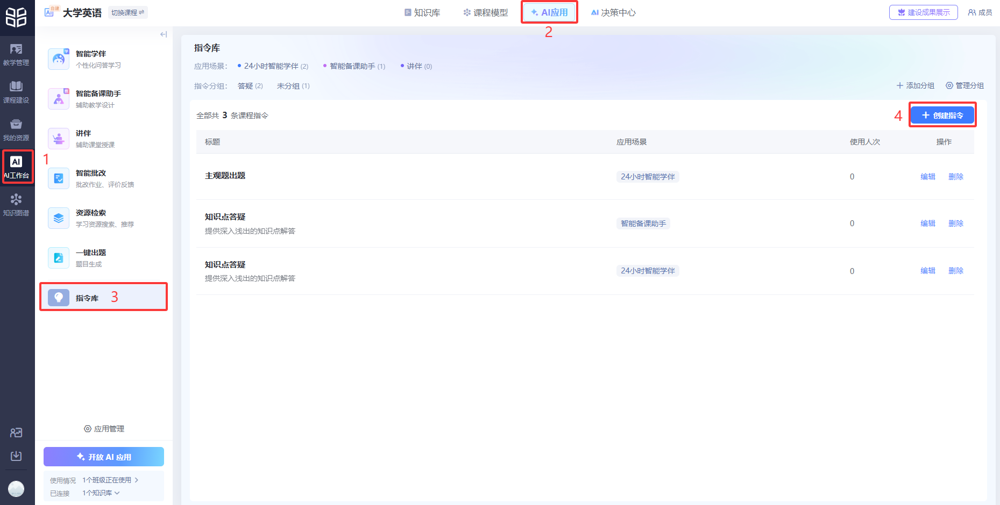 自建
Ai 大学英语 切换课程
知识库 课程模型 AI应用 AI 决策中心
建设成果展示 成员
2
教学管理
课程建设
我的资源
AI
AI工作台
1
知识图谱
学
智能学伴
个性化问答学习
教
智能备课助手
辅助教学设计
讲伴
辅助课堂授课
智能批改
批改作业、评价反馈
资源检索
学习资源搜索、推荐
一键出题
题目生成
指令库 3
应用管理
开放 AI 应用
使用情况 1个班级正在使用
已连接 1个知识库
指令库
应用场景： 24小时智能学伴 (2) 智能备课助手 (1) 讲伴 (0)
指令分组： 答疑 (2) 未分组 (1) 添加分组 管理分组
全部共 3 条课程指令 4 创建指令
标题 应用场景 使用人次 操作
主观题出题 24小时智能学伴 0 编辑 删除
知识点答疑
提供深入浅出的知识点解答 智能备课助手 0 编辑 删除
知识点答疑
提供深入浅出的知识点解答 24小时智能学伴 0 编辑 删除